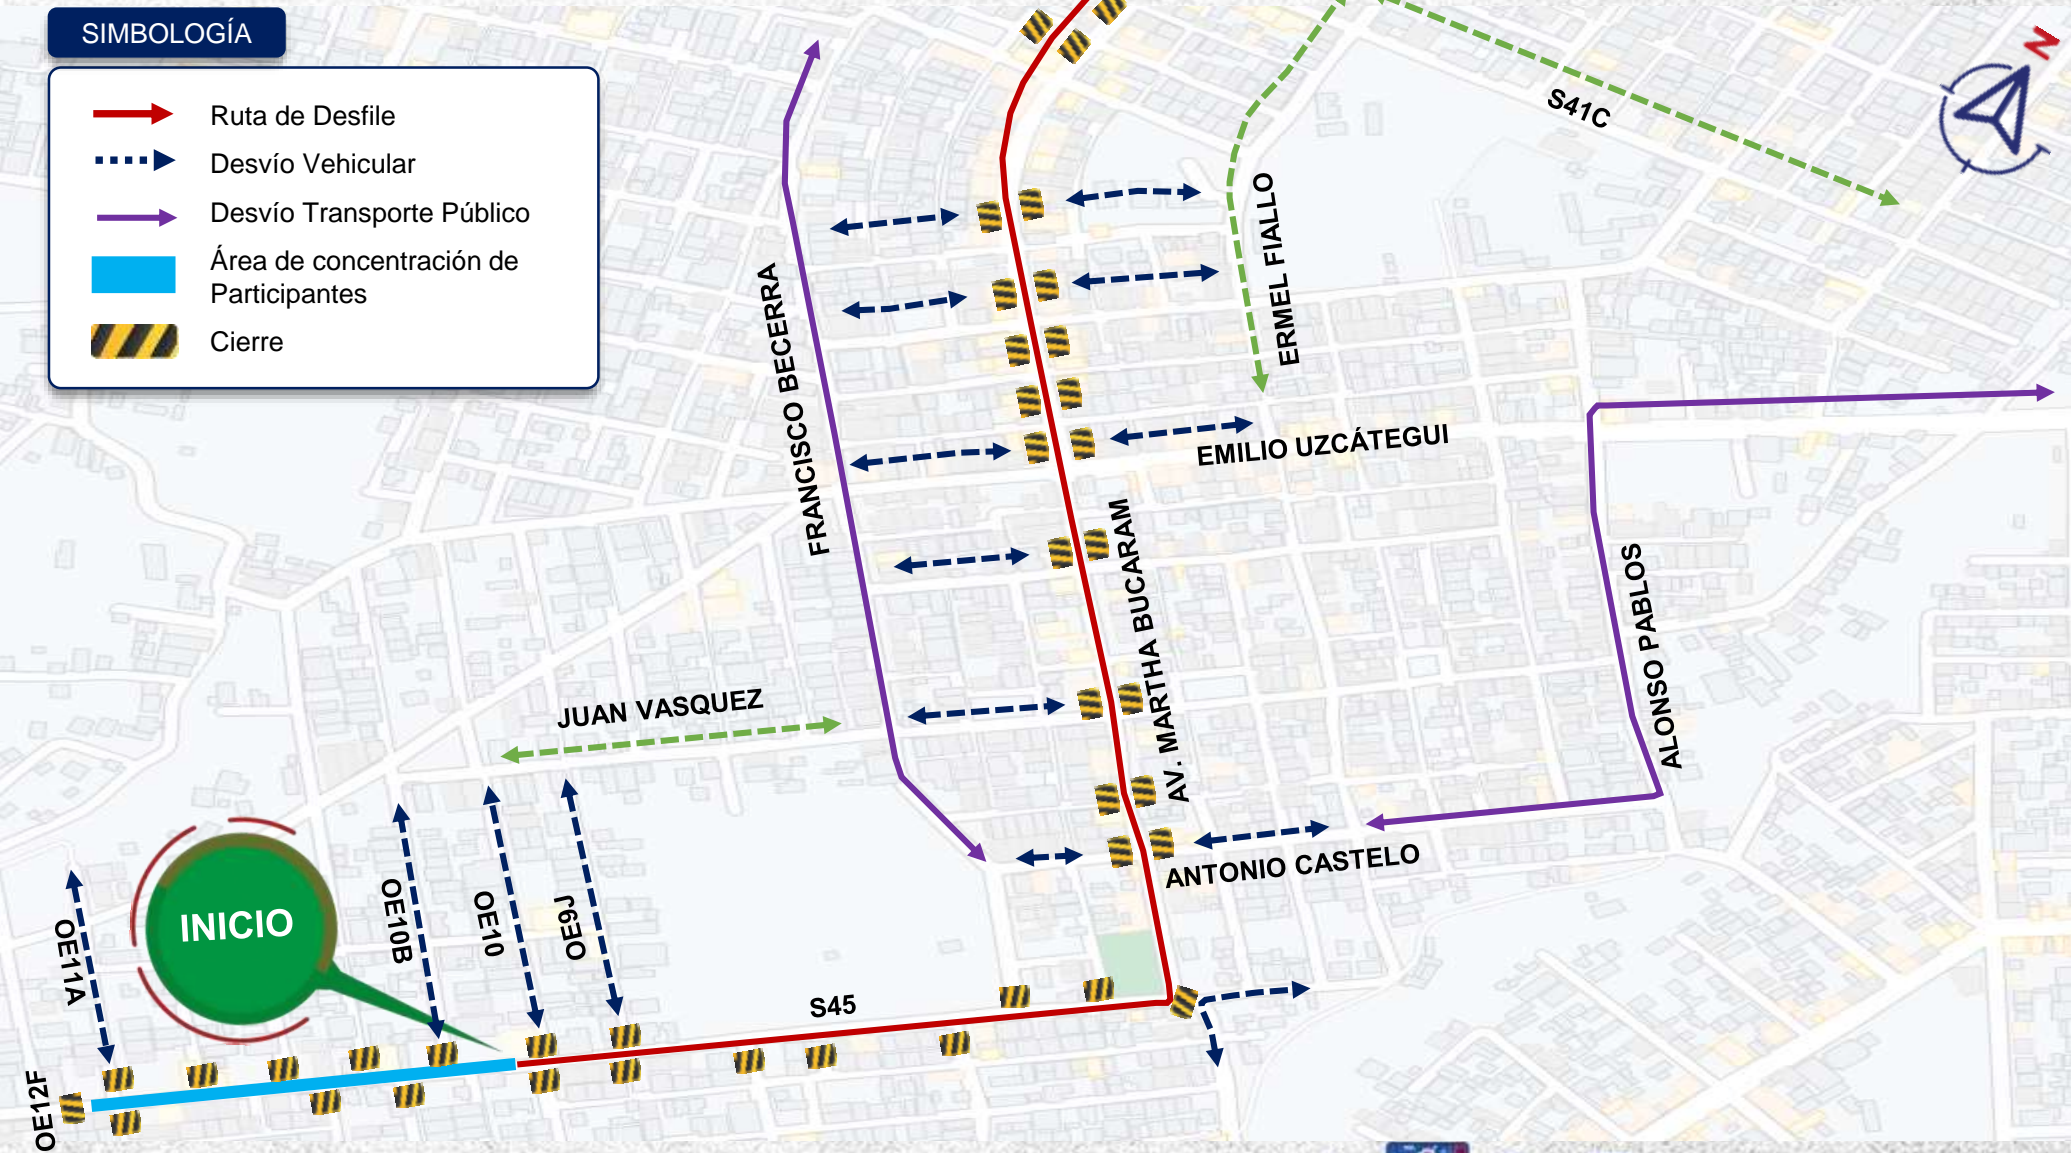 SIMBOLOGÍA
Ruta de Desfile
Desvío Vehicular
Desvío Transporte Público
Área de concentración de
Participantes
Cierre
N
S41C
ERMEL FIALLO
FRANCISCO BECERRA
EMILIO UZCÁTEGUI
AV. MARTHA BUCARAM
ALONSO PABLOS
JUAN VASQUEZ
ANTONIO CASTELO
INICIO
OE11A
OE10B
OE10
OE9J
S45
OE12F